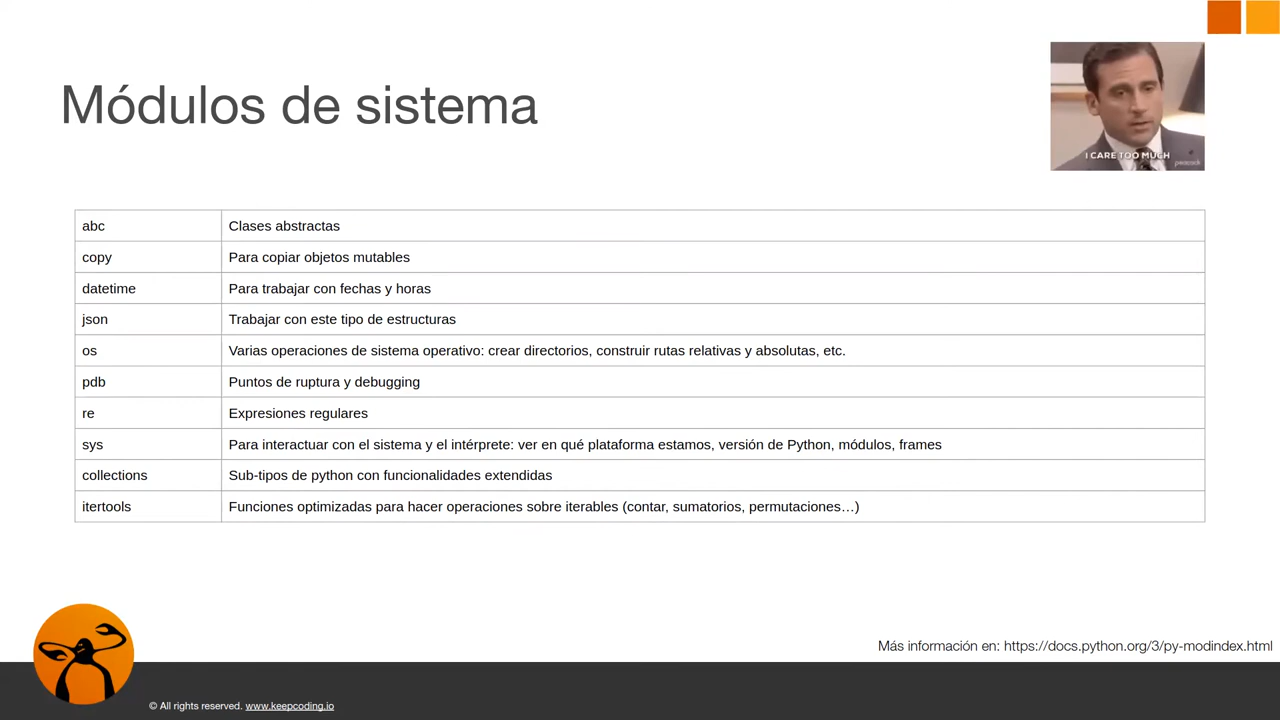 Módulos de sistema
I CARE TOO MUCH
peacock
abc Clases abstractas
copy Para copiar objetos mutables
datetime Para trabajar con fechas y horas
json Trabajar con este tipo de estructuras
os Varias operaciones de sistema operativo: crear directorios, construir rutas relativas y absolutas, etc.
pdb Puntos de ruptura y debugging
re Expresiones regulares
sys Para interactuar con el sistema y el intérprete: ver en qué plataforma estamos, versión de Python, módulos, frames
collections Sub-tipos de python con funcionalidades extendidas
itertools Funciones optimizadas para hacer operaciones sobre iterables (contar, sumatorios, permutaciones…)
Más información en: https://docs.python.org/3/py-modindex.html
© All rights reserved. www.keepcoding.io